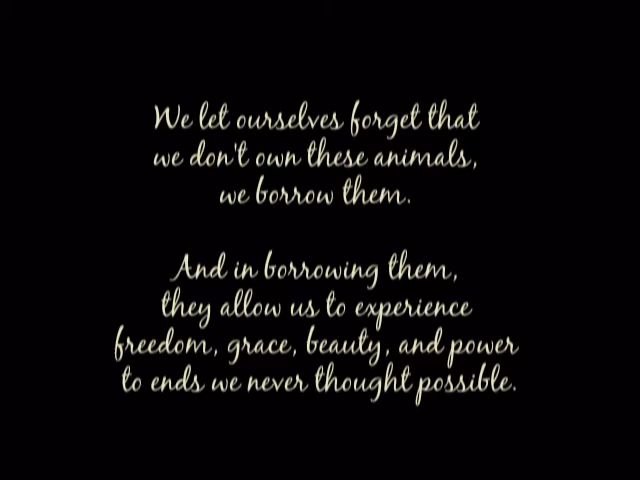 We let ourselves forget that
we don't own these animals,
we borrow them.
And in borrowing them,
they allow us to experience
freedom, grace, beauty, and power
to ends we never thought possible.